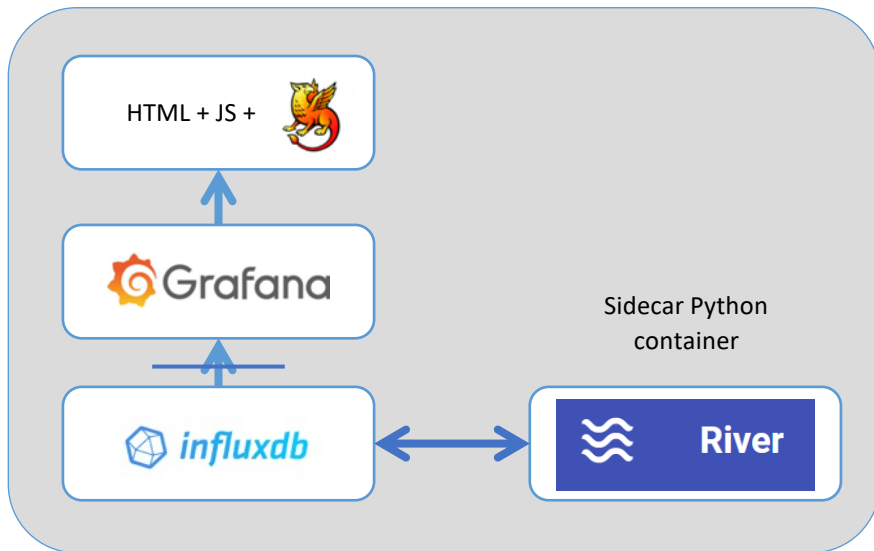 HTML + JS +
Grafana
Sidecar Python
container
influxdb
River